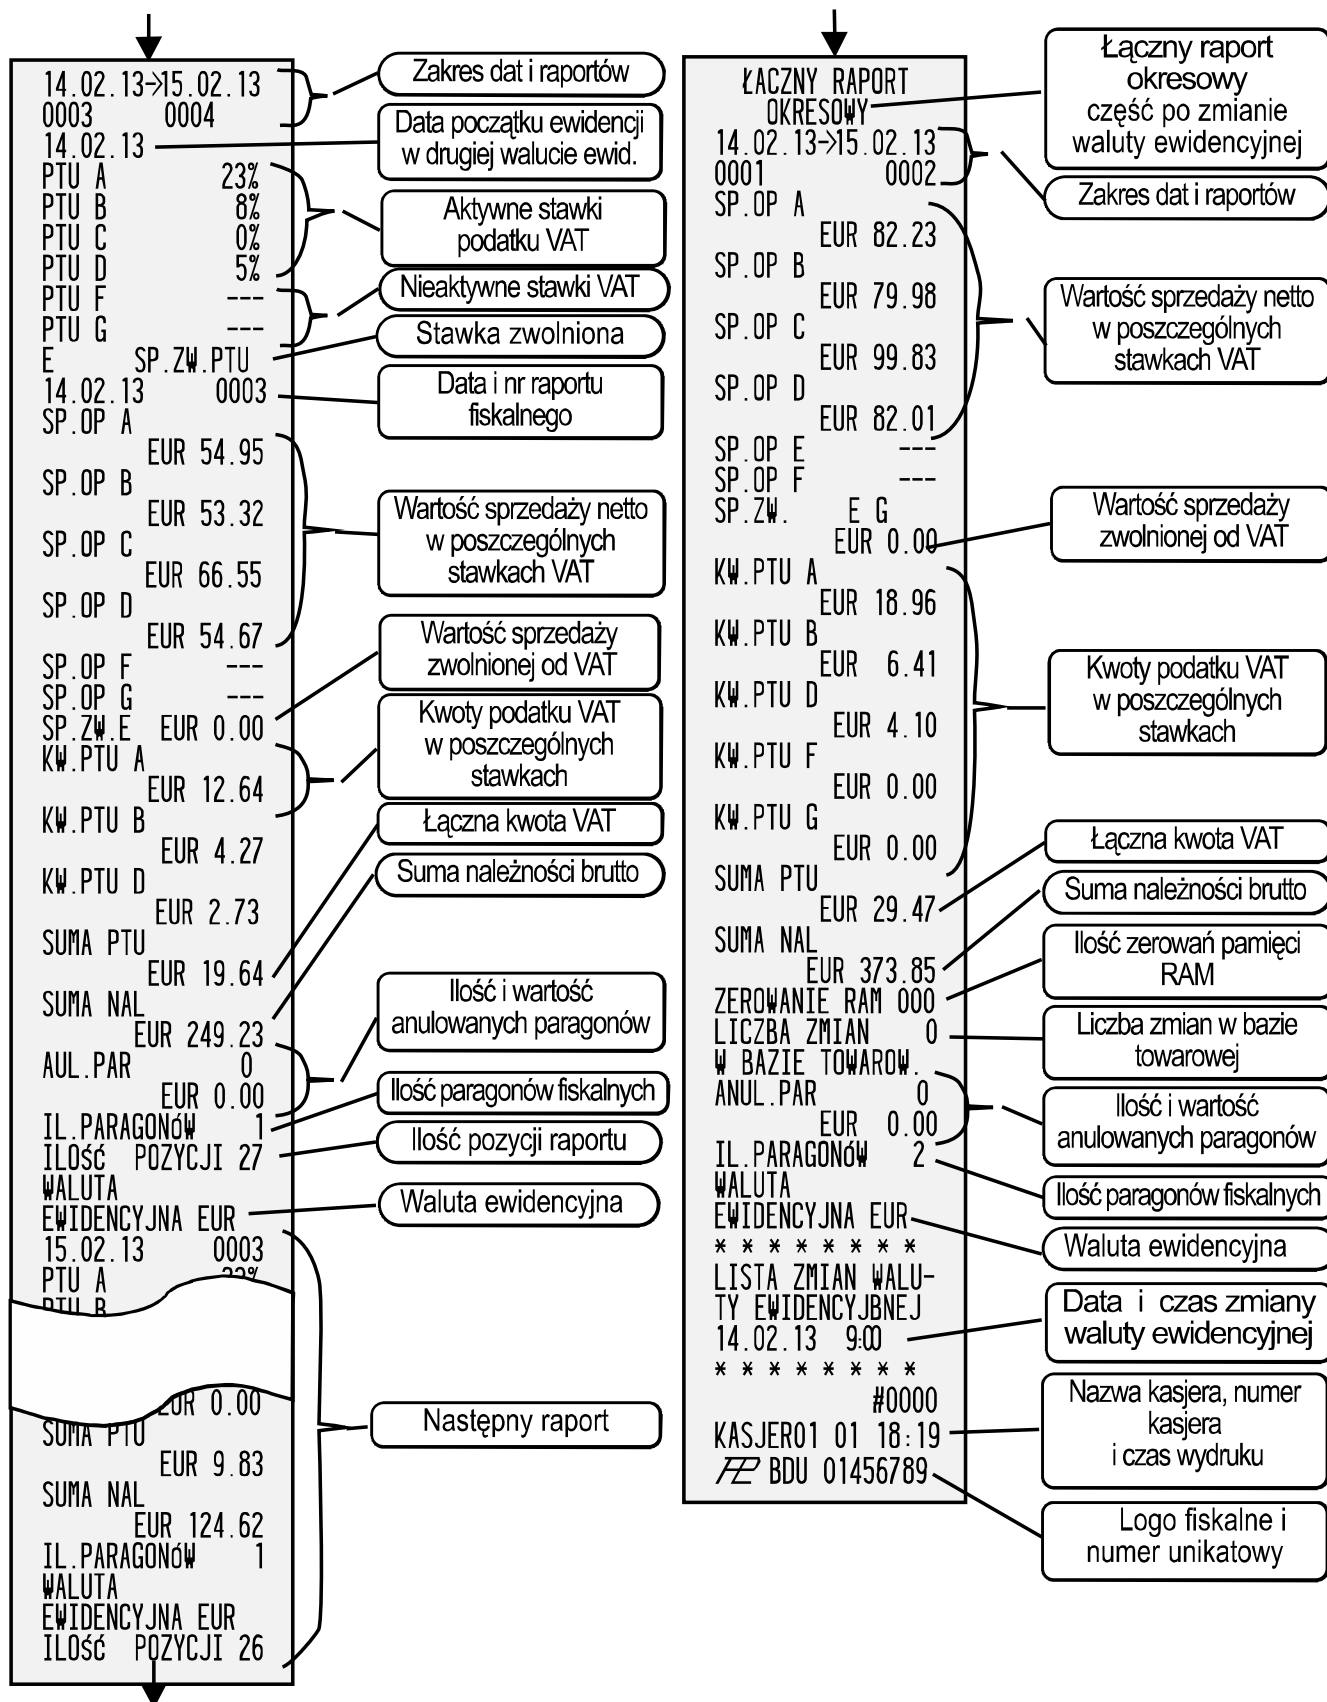 14.02.13→15.02.13
0003 0004
14.02.13
PTU A 23%
PTU B 8%
PTU C 0%
PTU D 5%
PTU F ---
PTU G ---
E SP.ZW.PTU
14.02.13 0003
SP.OP A
EUR 54.95
SP.OP B
EUR 53.32
SP.OP C
EUR 66.55
SP.OP D
EUR 54.67
SP.OP F ---
SP.OP G ---
SP.ZW.E EUR 0.00
KW.PTU A
EUR 12.64
KW.PTU B
EUR 4.27
KW.PTU D
EUR 2.73
SUMA PTU
EUR 19.64
SUMA NAL
EUR 249.23
AUL.PAR 0
EUR 0.00
IL.PARAGONóW 1
ILOść POZYCJI 27
WALUTA
EWIDENCYJNA EUR
15.02.13 0003
PTU A 23%
PTU B
EUR 0.00
SUMA PTU
EUR 9.83
SUMA NAL
EUR 124.62
IL.PARAGONóW 1
WALUTA
EWIDENCYJNA EUR
ILOść POZYCJI 26
Zakres dat i raportów
Data początku ewidencji
w drugiej walucie ewid.
Aktywne stawki
podatku VAT
Nieaktywne stawki VAT
Stawka zwolniona
Data i nr raportu
fiskalnego
Wartość sprzedaży netto
w poszczególnych
stawkach VAT
Wartość sprzedaży
zwolnionej od VAT
Kwoty podatku VAT
w poszczególnych
stawkach
Łączna kwota VAT
Suma należności brutto
Ilość i wartość
anulowanych paragonów
Ilość paragonów fiskalnych
Ilość pozycji raportu
Waluta ewidencyjna
Następny raport
ŁACZNY RAPORT
OKRESOWY
14.02.13→15.02.13
0001 0002
SP.OP A
EUR 82.23
SP.OP B
EUR 79.98
SP.OP C
EUR 99.83
SP.OP D
EUR 82.01
SP.OP E ---
SP.OP F ---
SP.ZW. E G
EUR 0.00
KW.PTU A
EUR 18.96
KW.PTU B
EUR 6.41
KW.PTU D
EUR 4.10
KW.PTU F
EUR 0.00
KW.PTU G
EUR 0.00
SUMA PTU
EUR 29.47
SUMA NAL
EUR 373.85
ZEROWANIE RAM 000
LICZBA ZMIAN 0
W BAZIE TOWAROW.
ANUL.PAR 0
EUR 0.00
IL.PARAGONóW 2
WALUTA
EWIDENCYJNA EUR
* * * * * * * *
LISTA ZMIAN WALU-
TY EWIDENCYJBNEJ
14.02.13 9:00
* * * * * * * *
#0000
KASJER01 01 18:19
BDU 01456789
Łączny raport
okresowy
część po zmianie
waluty ewidencyjnej
Zakres dat i raportów
Wartość sprzedaży netto
w poszczególnych
stawkach VAT
Wartość sprzedaży
zwolnionej od VAT
Kwoty podatku VAT
w poszczególnych
stawkach
Łączna kwota VAT
Suma należności brutto
Ilość zerowań pamięci
RAM
Liczba zmian w bazie
towarowej
Ilość i wartość
anulowanych paragonów
Ilość paragonów fiskalnych
Waluta ewidencyjna
Data i czas zmiany
waluty ewidencyjnej
Nazwa kasjera, numer
kasjera
i czas wydruku
Logo fiskalne i
numer unikatowy